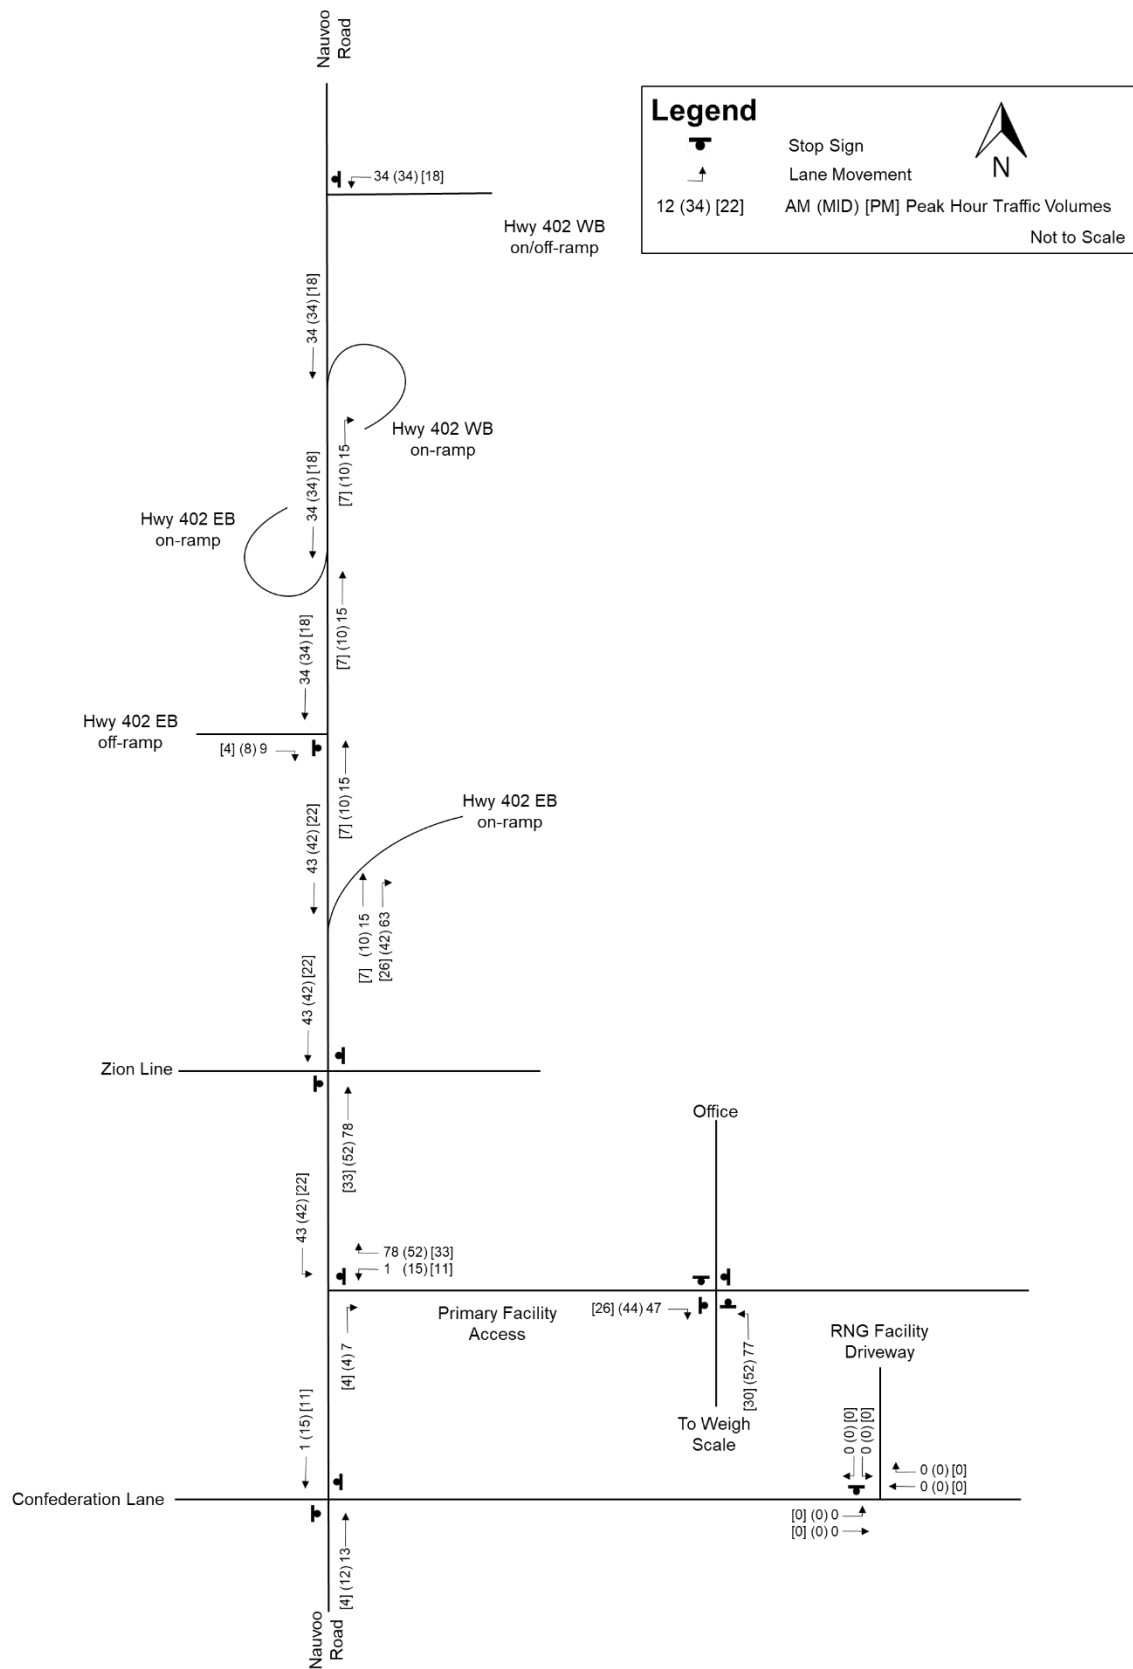 Nauvoo
Road
Legend
Stop Sign
Lane Movement
N
12 (34) [22]
AM (MID) [PM] Peak Hour Traffic Volumes
Not to Scale
34 (34) [18]
Hwy 402 WB
on/off-ramp
34 (34) [18]
Hwy 402 WB
on-ramp
34 (34) [18]
[7] (10) 15
Hwy 402 EB
on-ramp
[7] (10) 15
34 (34) [18]
Hwy 402 EB
off-ramp
[4] (8) 9
[7] (10) 15
Hwy 402 EB
on-ramp
43 (42) [22]
[7] (10) 15
[26] (42) 63
43 (42) [22]
Zion Line
[33] (52) 78
Office
43 (42) [22]
78 (52) [33]
1 (15) [11]
Primary Facility
Access
[26] (44) 47
[30] (52) 77
To Weigh
Scale
RNG Facility
Driveway
[4] (4) 7
1 (15) [11]
0 (0) [0]
0 (0) [0]
0 (0) [0]
0 (0) [0]
Confederation Lane
[0] (0) 0
[0] (0) 0
[4] (12) 13
Nauvoo
Road